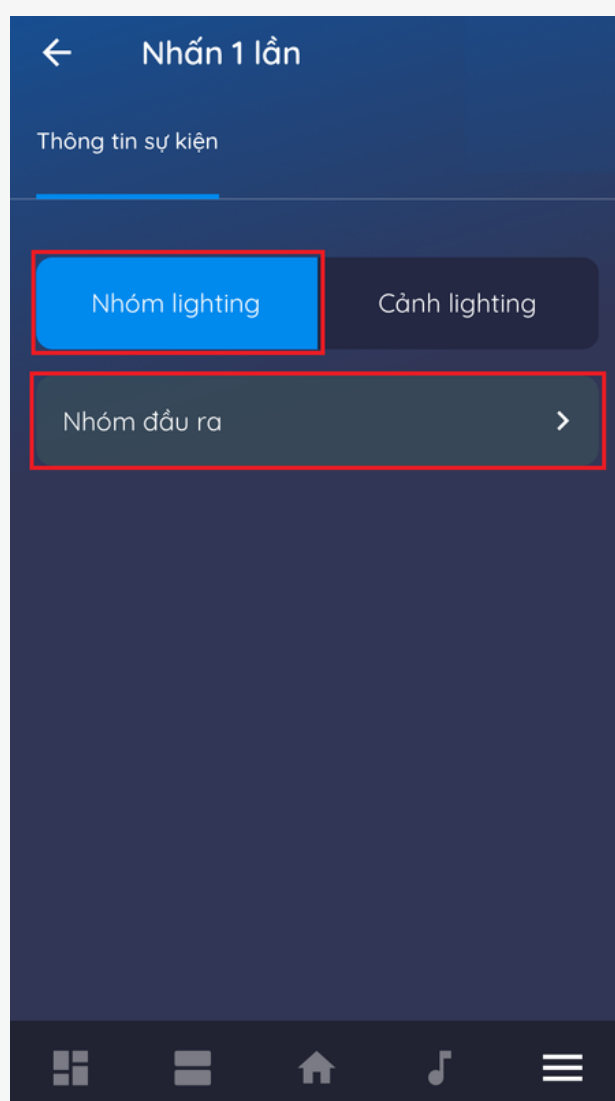 Nhấn 1 lần
Thông tin sự kiện
Nhóm lighting
Cảnh lighting
Nhóm đầu ra